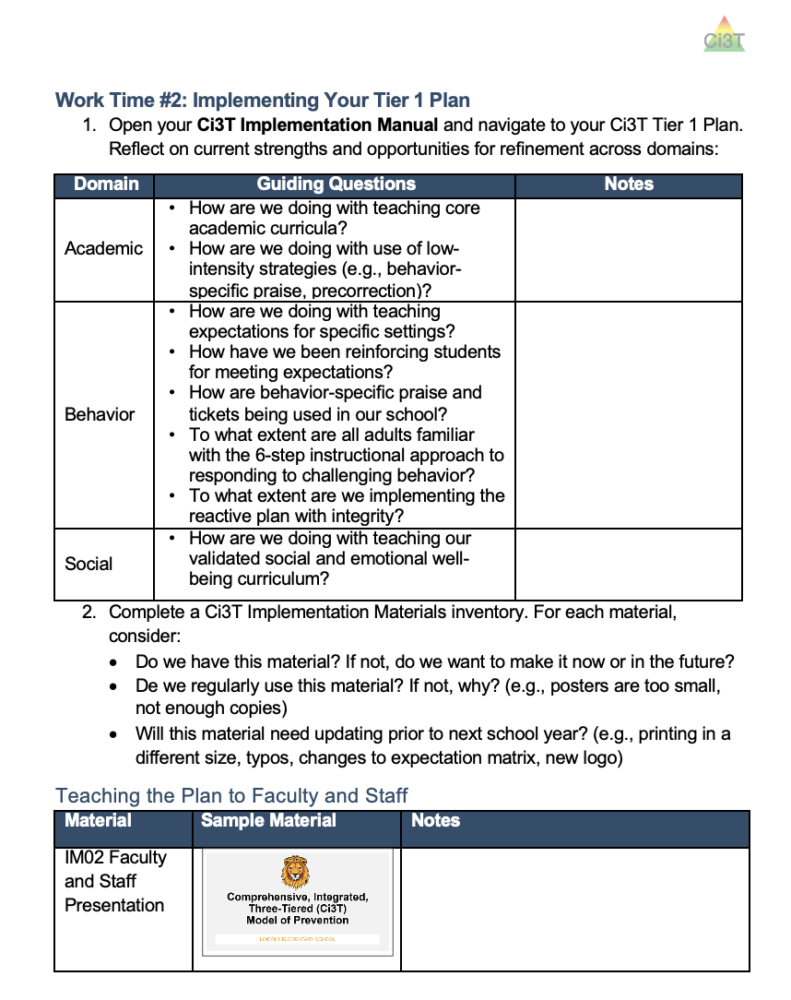 Ci3T
Work Time #2: Implementing Your Tier 1 Plan
1. Open your Ci3T Implementation Manual and navigate to your Ci3T Tier 1 Plan.
Reflect on current strengths and opportunities for refinement across domains:
Domain Guiding Questions Notes
Academic
• How are we doing with teaching core
academic curricula?
• How are we doing with use of low-
intensity strategies (e.g., behavior-
specific praise, precorrection)?
Behavior
• How are we doing with teaching
expectations for specific settings?
• How have we been reinforcing students
for meeting expectations?
• How are behavior-specific praise and
tickets being used in our school?
• To what extent are all adults familiar
with the 6-step instructional approach to
responding to challenging behavior?
• To what extent are we implementing the
reactive plan with integrity?
Social
• How are we doing with teaching our
validated social and emotional well-
being curriculum?
2. Complete a Ci3T Implementation Materials inventory. For each material,
consider:
• Do we have this material? If not, do we want to make it now or in the future?
• De we regularly use this material? If not, why? (e.g., posters are too small,
not enough copies)
• Will this material need updating prior to next school year? (e.g., printing in a
different size, typos, changes to expectation matrix, new logo)
Teaching the Plan to Faculty and Staff
Material Sample Material Notes
IM02 Faculty
and Staff
Presentation
Comprehensive, Integrated,
Three-Tiered (Ci3T)
Model of Prevention
LINCOLN ELEMENTARY SCHOOL